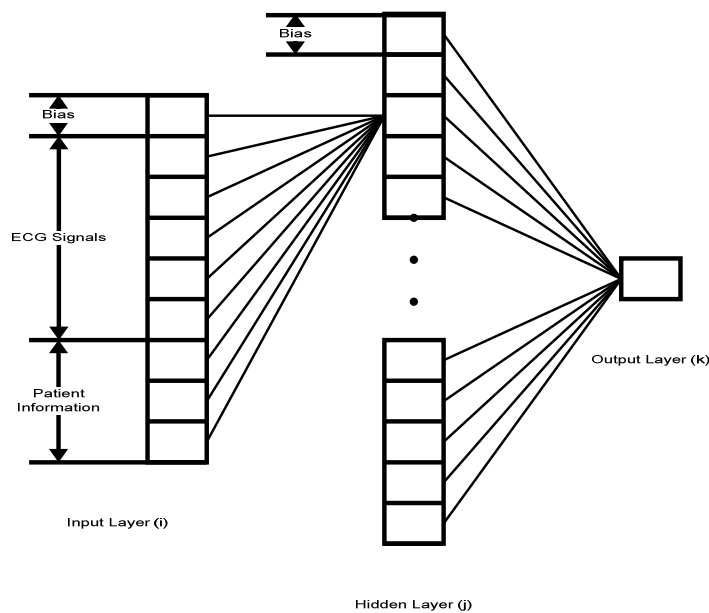 Bias
Bias
ECG Signals
Patient
Information
Output Layer (k)
Input Layer (i)
Hidden Layer (j)